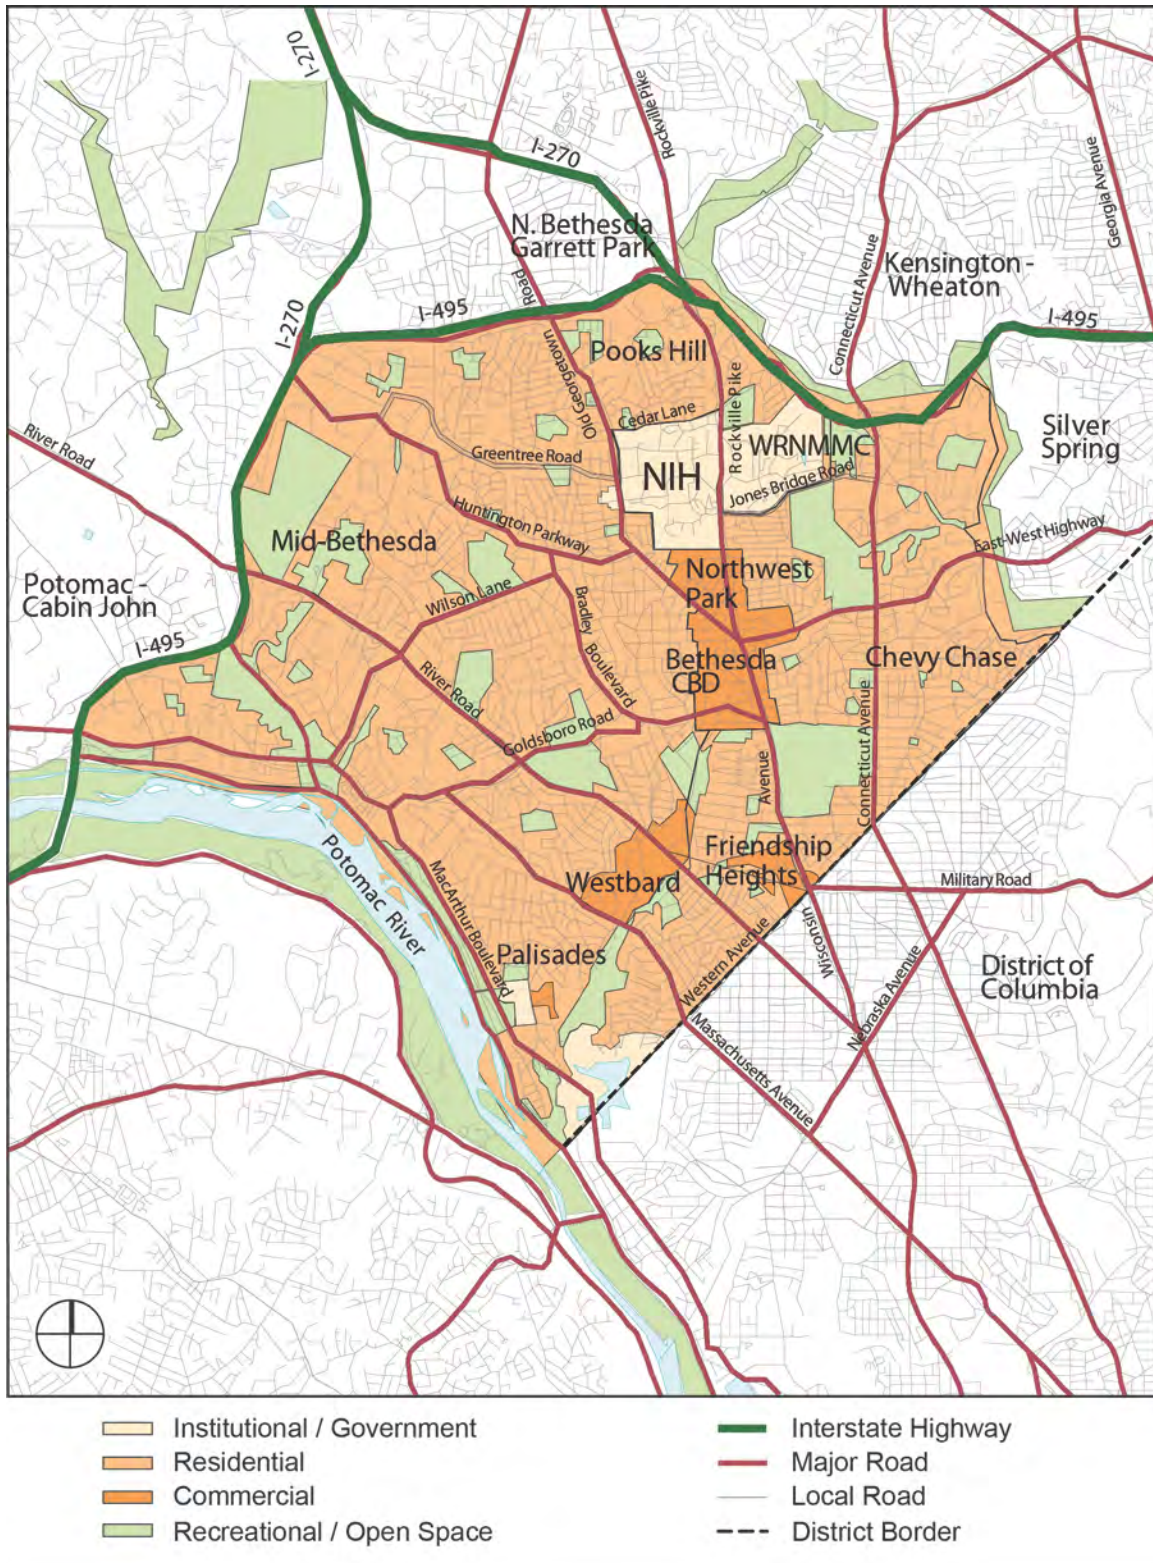 I-270
Rockville Pike
I-270
Georgia Avenue
N. Bethesda
Garrett Park
Connecticut Avenue
Kensington -
Wheaton
Road
I-495
I-270
I-495
Pooks Hill
Old Georgetown
Rockville Pike
Cedar Lane
River Road
Silver
Spring
WRNMMC
Greentree Road
NIH
Jones Bridge Road
Huntington Parkway
East-West Highway
Mid-Bethesda
Potomac -
Cabin John
Northwest
Park
Wilson Lane
Bradley
Boulevard
I-495
Bethesda
CBD
Chevy Chase
River Road
Connecticut Avenue
Goldsboro Road
Avenue
Potomac River
Friendship
Heights
MacArthur Boulevard
Westbard
Military Road
Wisconsin
Palisades
Western Avenue
District of
Columbia
Nebraska Avenue
Massachusetts Avenue
Institutional / Government
Residential
Commercial
Recreational / Open Space
Interstate Highway
Major Road
Local Road
District Border